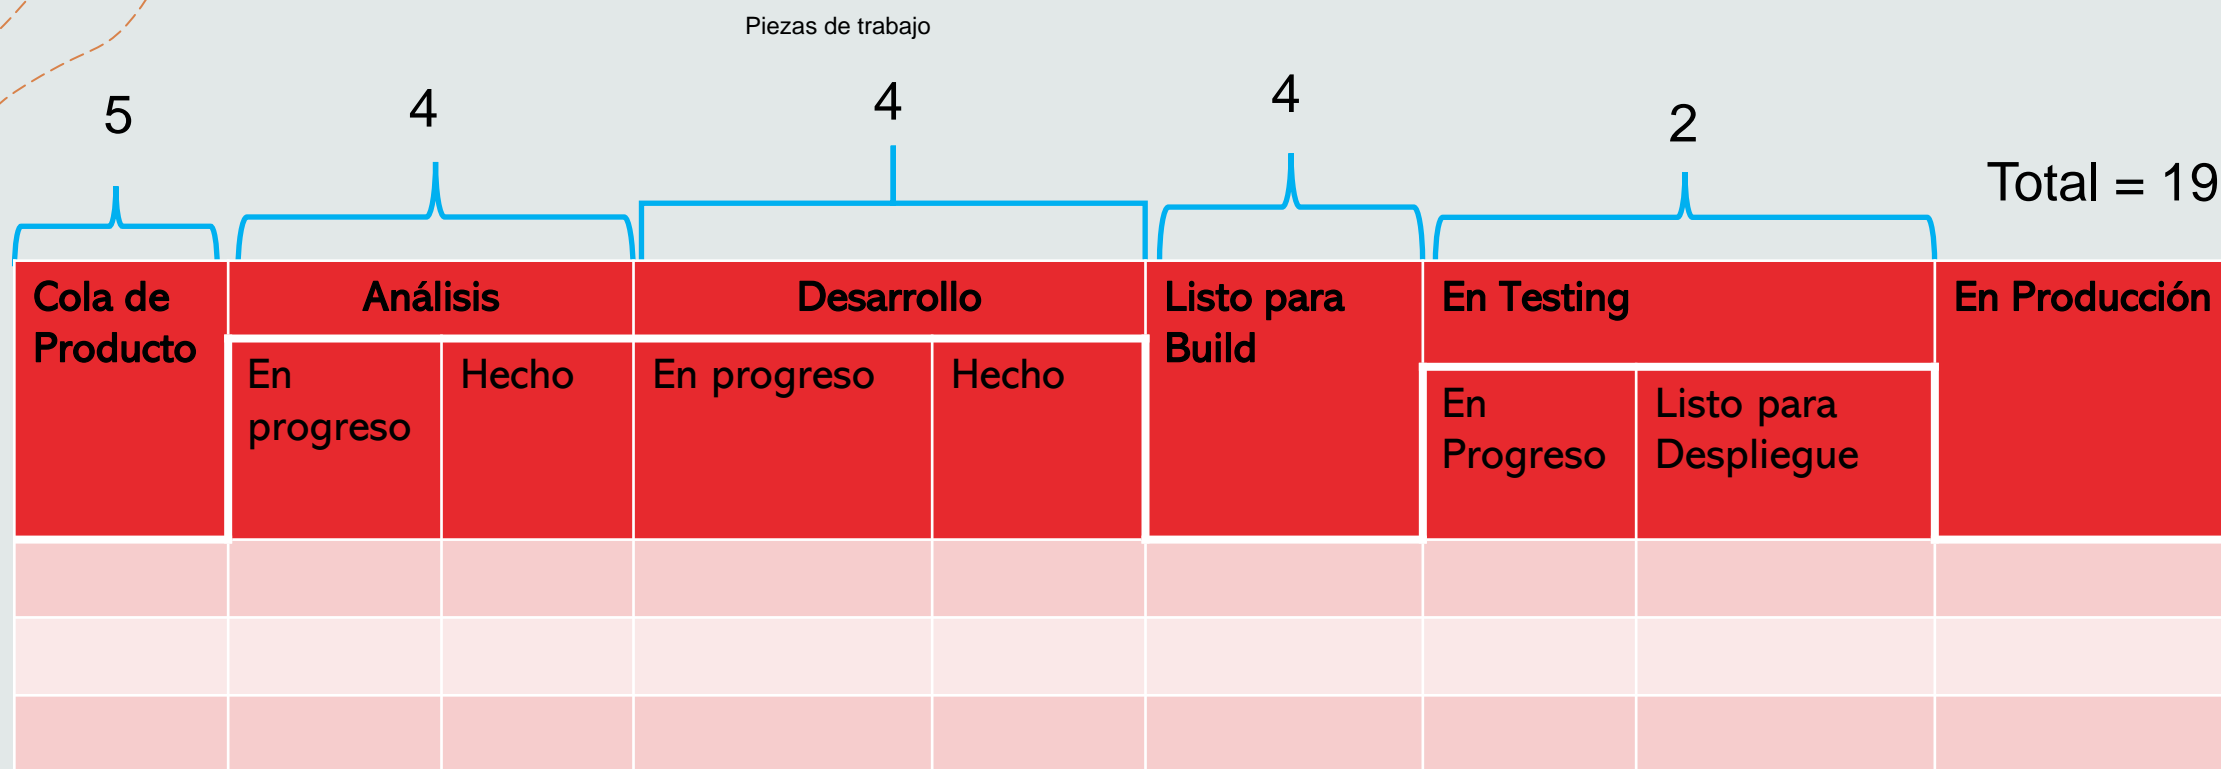 Piezas de trabajo
5
4
4
4
2
Total = 19
Cola de
Producto
Análisis
Desarrollo
Listo para
Build
En Testing
En Producción
En
progreso
Hecho
En progreso
Hecho
En
Progreso
Listo para
Despliegue